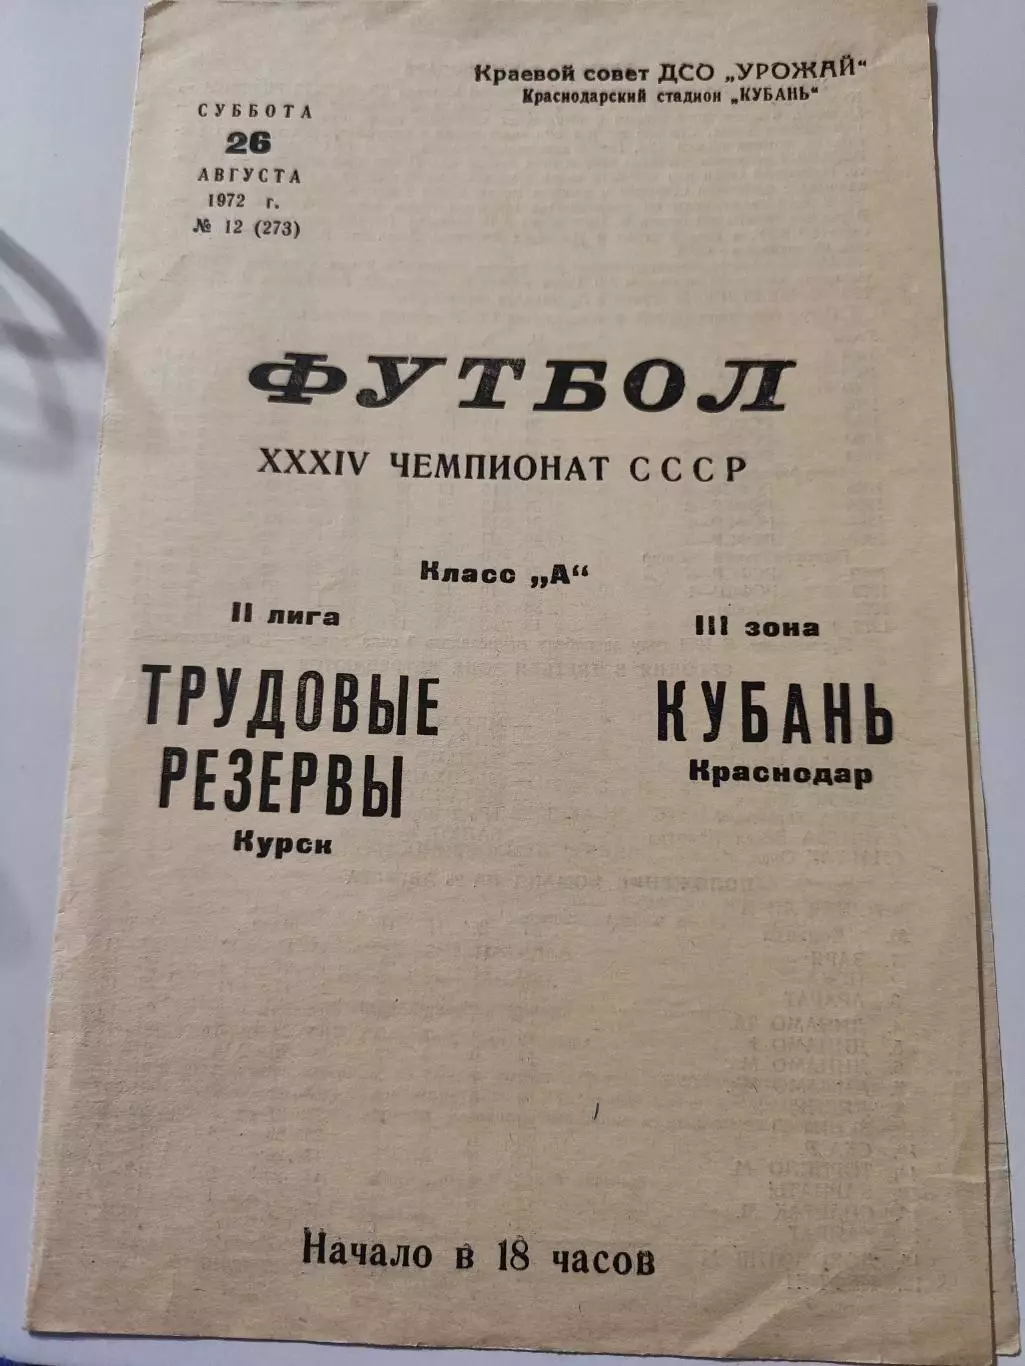 Краевой совет ДСО „УРОЖАЙ“
Краснодарский стадион „КУБАНЬ“
СУББОТА
26
АВГУСТА
1972 г.
№ 12 (273)
ФУТБОЛ
XXXIV ЧЕМПИОНАТ СССР
Класс „А“
II лига
III зона
ТРУДОВЫЕ
РЕЗЕРВЫ
Курск
КУБАНЬ
Краснодар
Начало в 18 часов